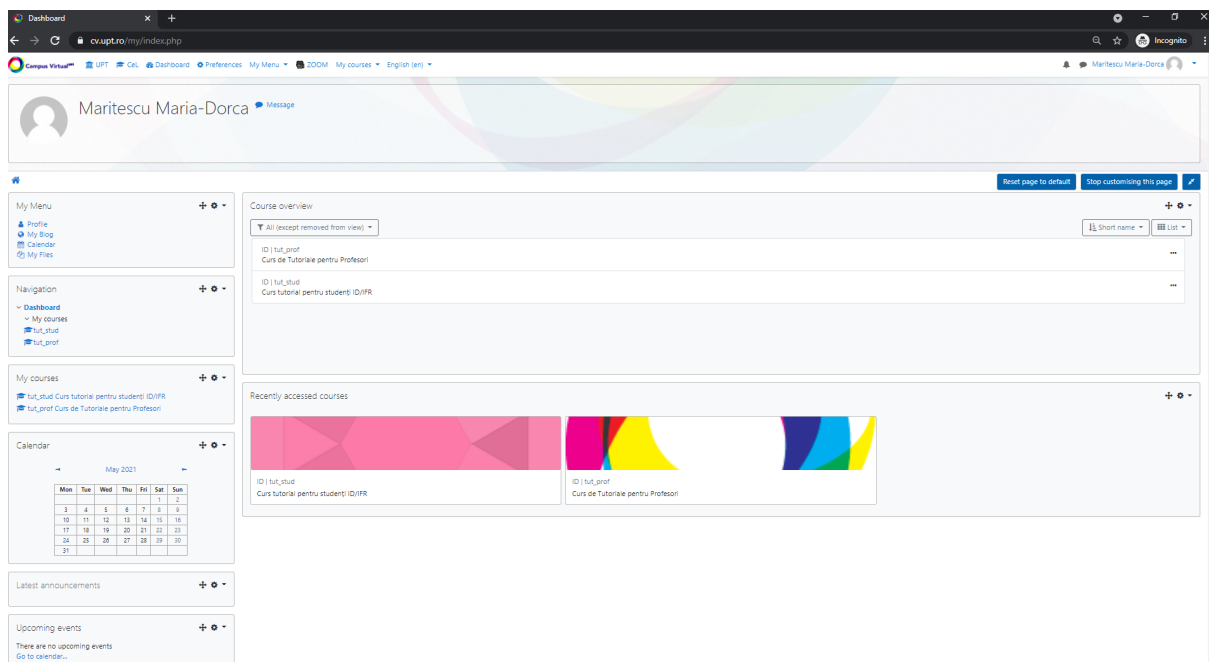 Dashboard
cv.upt.ro/my/index.php
Incognito
Campus Virtual
UPT CeL Dashboard Preferences My Menu ZOOM My courses English (en)
Maritescu Maria-Dorca
Maritescu Maria-Dorca Message
Reset page to default Stop customising this page
My Menu
Profile
My Blog
Calendar
My Files
Navigation
Dashboard
My courses
tut_stud
tut_prof
My courses
tut_stud Curs tutorial pentru studenți ID/IFR
tut_prof Curs de Tutoriale pentru Profesori
Calendar
May 2021
Mon Tue Wed Thu Fri Sat Sun
1 2
3 4 5 6 7 8 9
10 11 12 13 14 15 16
17 18 19 20 21 22 23
24 25 26 27 28 29 30
31
Latest announcements
Upcoming events
There are no upcoming events
Go to calendar...
Course overview
All (except removed from view) Short name List
ID | tut_prof
Curs de Tutoriale pentru Profesori
ID | tut_stud
Curs tutorial pentru studenți ID/IFR
Recently accessed courses
ID | tut_stud
Curs tutorial pentru studenți ID/IFR
ID | tut_prof
Curs de Tutoriale pentru Profesori